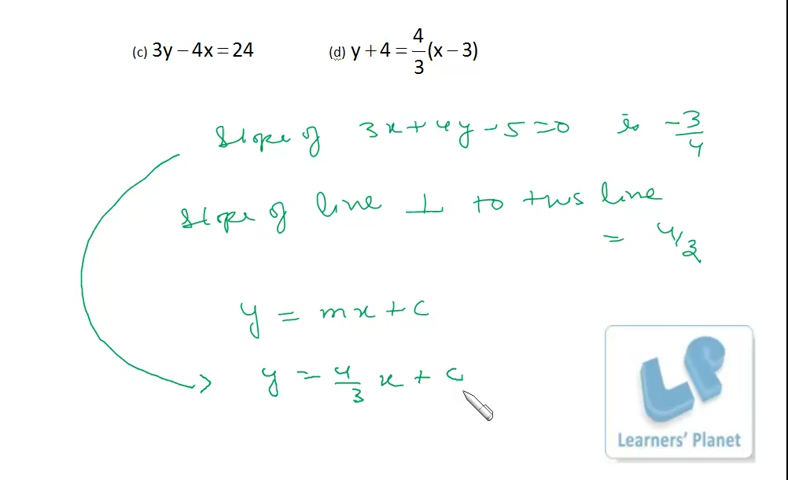 (c) 3y − 4x = 24 (d) y + 4 = 4/3 (x − 3)
Slope of 3x + 4y - 5 = 0 is -3/4
Slope of line ⊥ to this line
= 4/3
y = mx + c
y = 4/3 x + c
LP
Learners' Planet